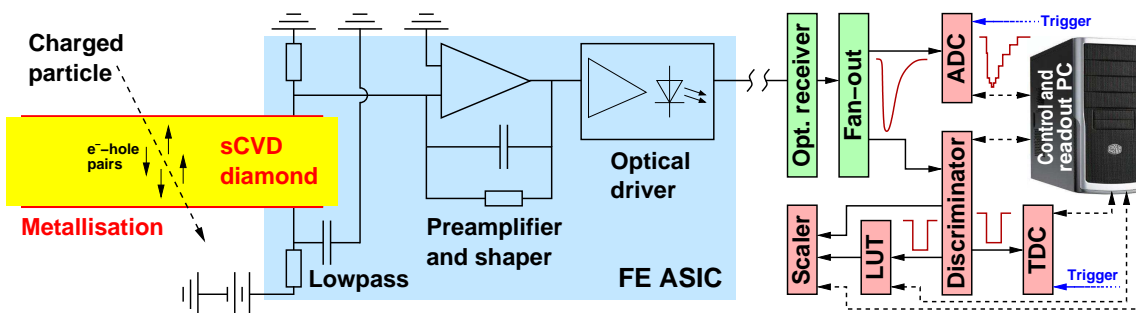 Charged
particle
e⁻–hole
pairs
sCVD
diamond
Metallisation
Lowpass
Preamplifier
and shaper
Optical
driver
FE ASIC
Opt. receiver
Fan–out
ADC
Trigger
Control and
readout PC
Discriminator
Scaler
LUT
TDC
Trigger